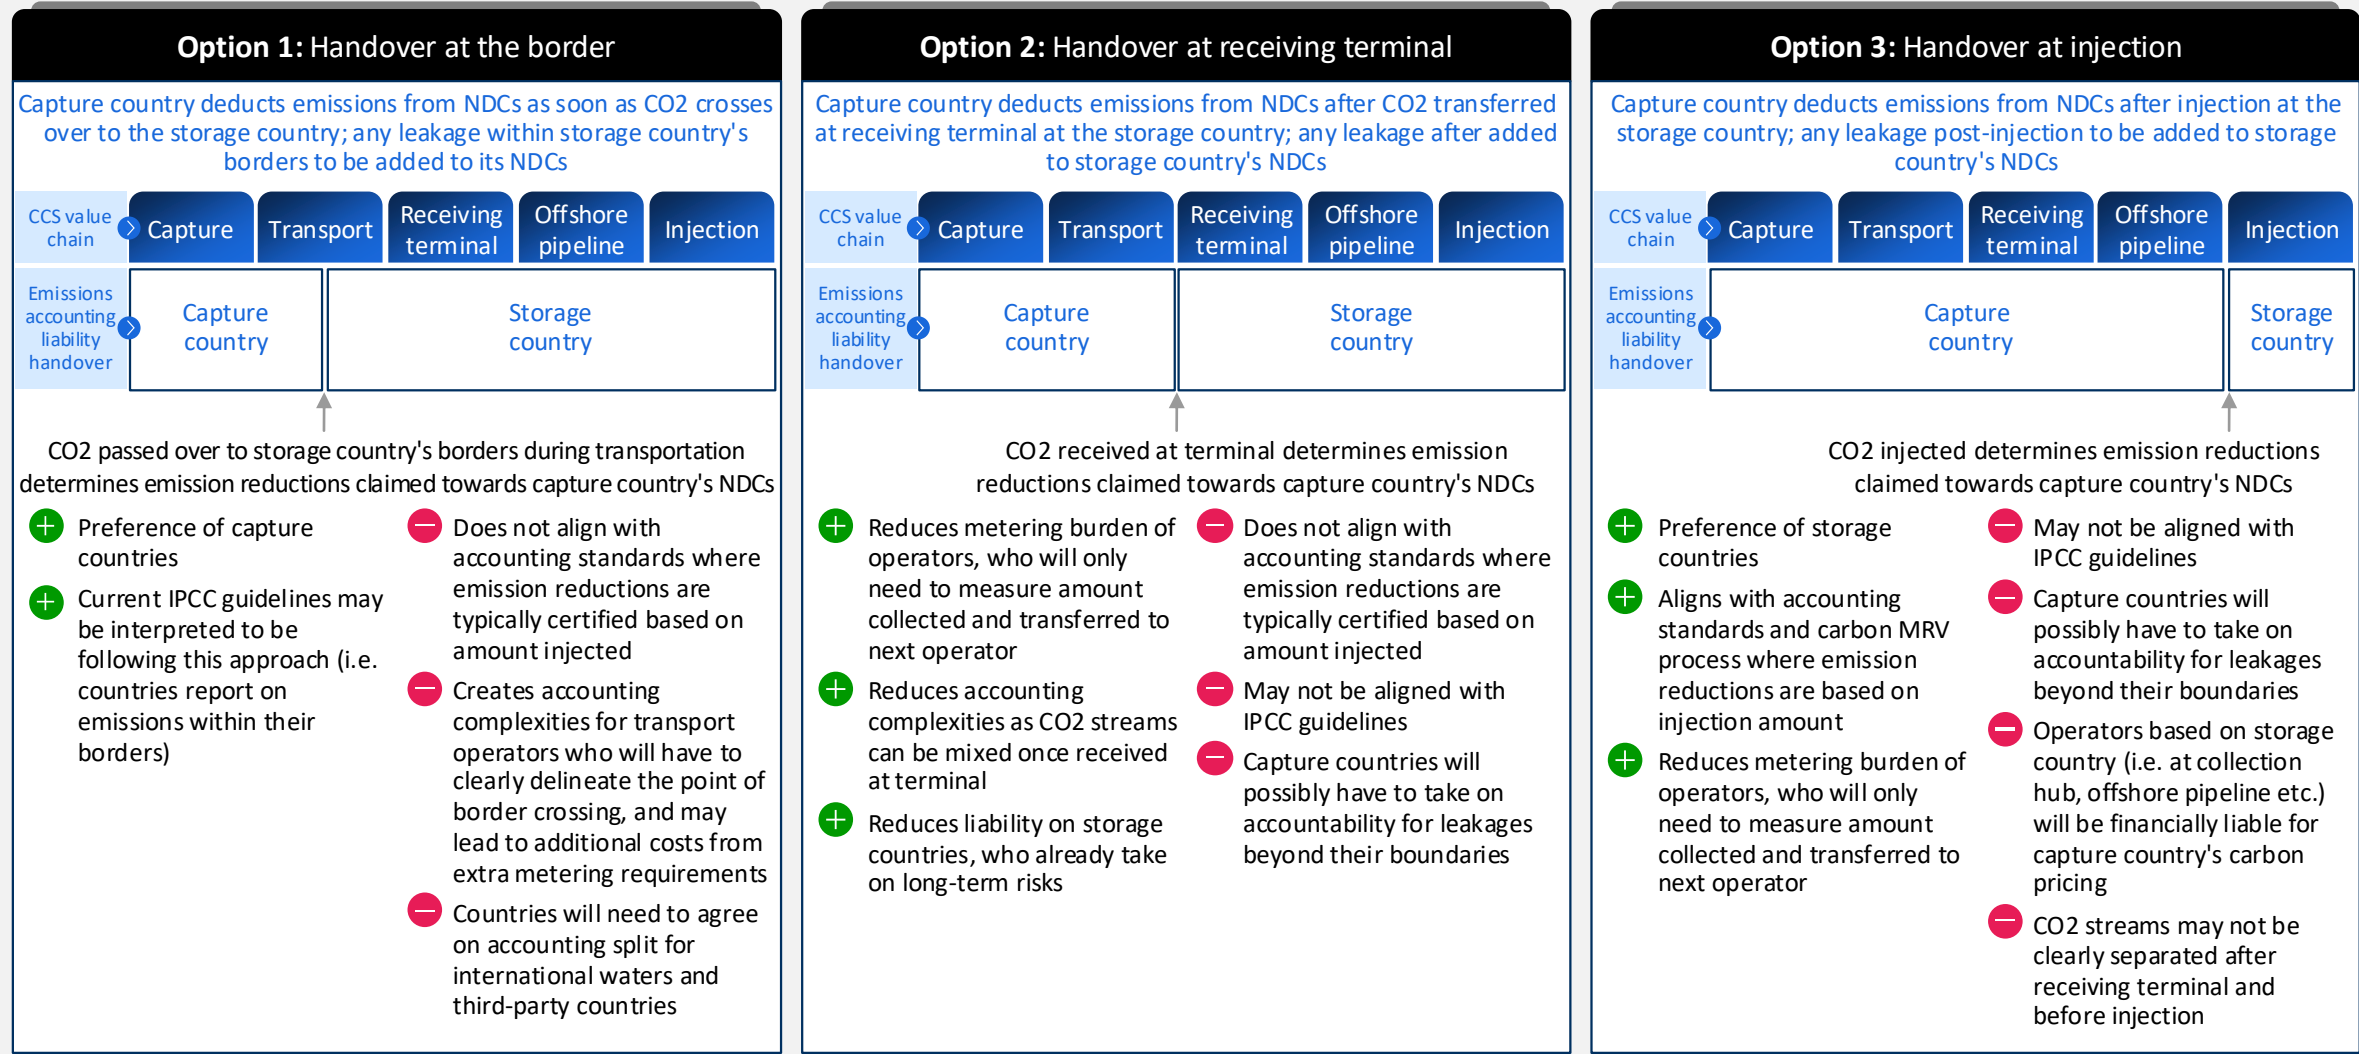 Option 1: Handover at the border
Capture country deducts emissions from NDCs as soon as CO2 crosses
over to the storage country; any leakage within storage country's
borders to be added to its NDCs
CCS value
chain
Capture
Transport
Receiving
terminal
Offshore
pipeline
Injection
Emissions
accounting
liability
handover
Capture
country
Storage
country
CO2 passed over to storage country's borders during transportation
determines emission reductions claimed towards capture country's NDCs
Preference of capture
countries
Current IPCC guidelines may
be interpreted to be
following this approach (i.e.
countries report on
emissions within their
borders)
Does not align with
accounting standards where
emission reductions are
typically certified based on
amount injected
Creates accounting
complexities for transport
operators who will have to
clearly delineate the point of
border crossing, and may
lead to additional costs from
extra metering requirements
Countries will need to agree
on accounting split for
international waters and
third-party countries
Option 2: Handover at receiving terminal
Capture country deducts emissions from NDCs after CO2 transferred
at receiving terminal at the storage country; any leakage after added
to storage country's NDCs
CCS value
chain
Capture
Transport
Receiving
terminal
Offshore
pipeline
Injection
Emissions
accounting
liability
handover
Capture
country
Storage
country
CO2 received at terminal determines emission
reductions claimed towards capture country's NDCs
Reduces metering burden of
operators, who will only
need to measure amount
collected and transferred to
next operator
Reduces accounting
complexities as CO2 streams
can be mixed once received
at terminal
Reduces liability on storage
countries, who already take
on long-term risks
Does not align with
accounting standards where
emission reductions are
typically certified based on
amount injected
May not be aligned with
IPCC guidelines
Capture countries will
possibly have to take on
accountability for leakages
beyond their boundaries
Option 3: Handover at injection
Capture country deducts emissions from NDCs after injection at the
storage country; any leakage post-injection to be added to storage
country's NDCs
CCS value
chain
Capture
Transport
Receiving
terminal
Offshore
pipeline
Injection
Emissions
accounting
liability
handover
Capture
country
Storage
country
CO2 injected determines emission reductions
claimed towards capture country's NDCs
Preference of storage
countries
Aligns with accounting
standards and carbon MRV
process where emission
reductions are based on
injection amount
Reduces metering burden of
operators, who will only
need to measure amount
collected and transferred to
next operator
May not be aligned with
IPCC guidelines
Capture countries will
possibly have to take on
accountability for leakages
beyond their boundaries
Operators based on storage
country (i.e. at collection
hub, offshore pipeline etc.)
will be financially liable for
capture country's carbon
pricing
CO2 streams may not be
clearly separated after
receiving terminal and
before injection